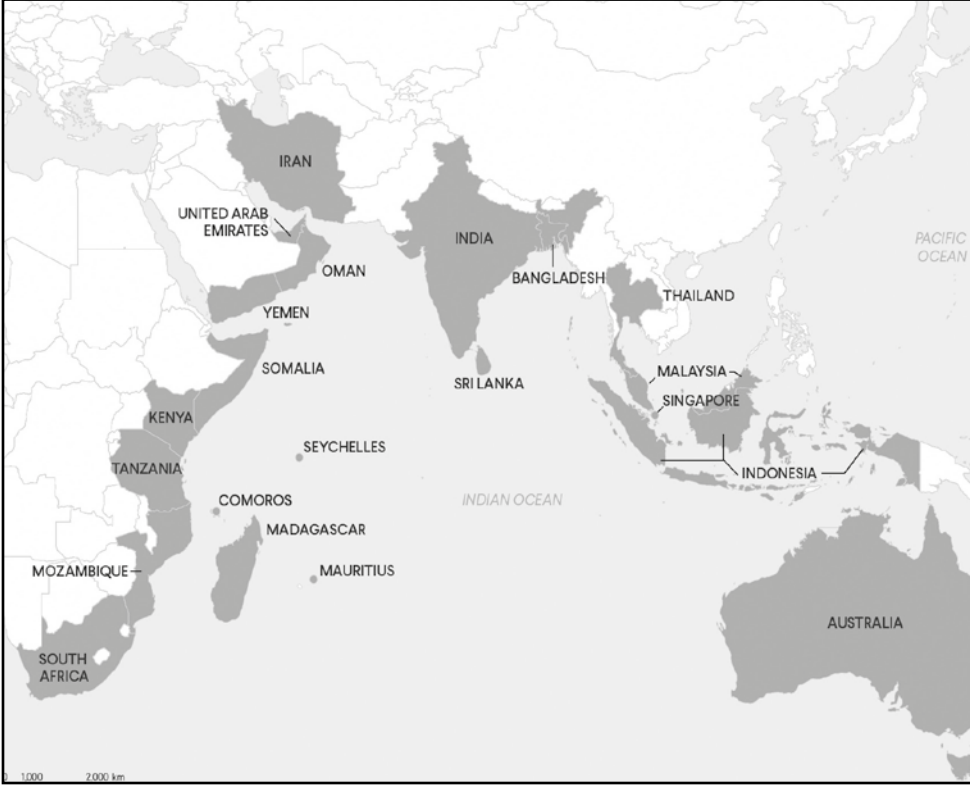 IRAN
UNITED ARAB
EMIRATES
INDIA
PACIFIC
OCEAN
OMAN
BANGLADESH
THAILAND
YEMEN
SOMALIA
MALAYSIA
SRI LANKA
SINGAPORE
KENYA
SEYCHELLES
TANZANIA
INDONESIA
COMOROS
INDIAN OCEAN
MADAGASCAR
MOZAMBIQUE
MAURITIUS
AUSTRALIA
SOUTH
AFRICA
0 1,000 2,000 km